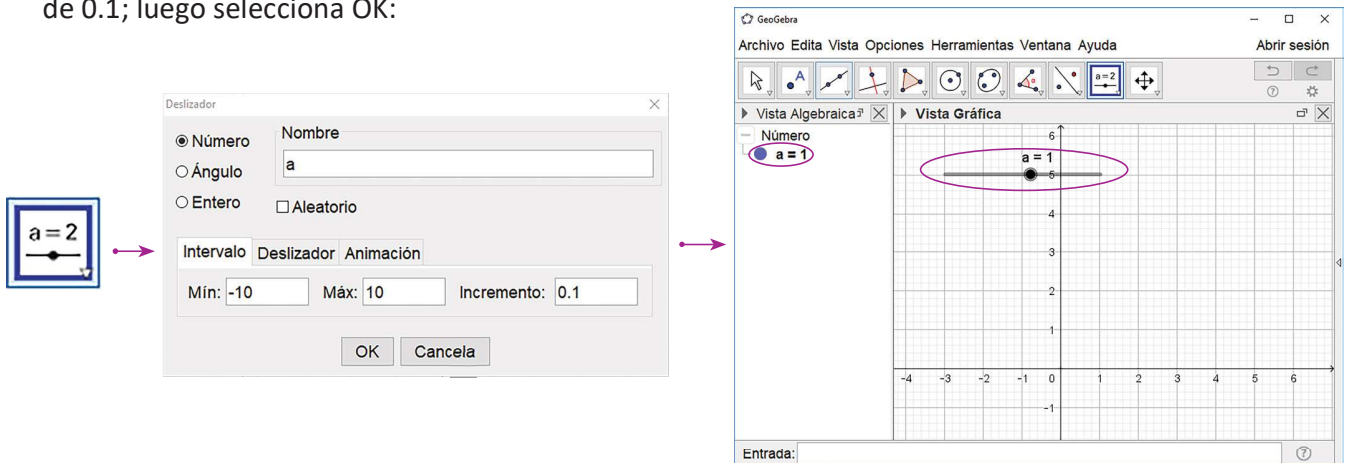 de 0.1; luego selecciona OK:
a = 2
Deslizador
Número
Ángulo
Entero
Nombre
a
Aleatorio
Intervalo Deslizador Animación
Mín: -10 Máx: 10 Incremento: 0.1
OK Cancela
GeoGebra
Archivo Edita Vista Opciones Herramientas Ventana Ayuda Abrir sesión
A a=2
Vista Algebraica Vista Gráfica
Número
a = 1
6
a = 1
5
4
3
2
1
-4 -3 -2 -1 0 1 2 3 4 5 6
-1
Entrada: